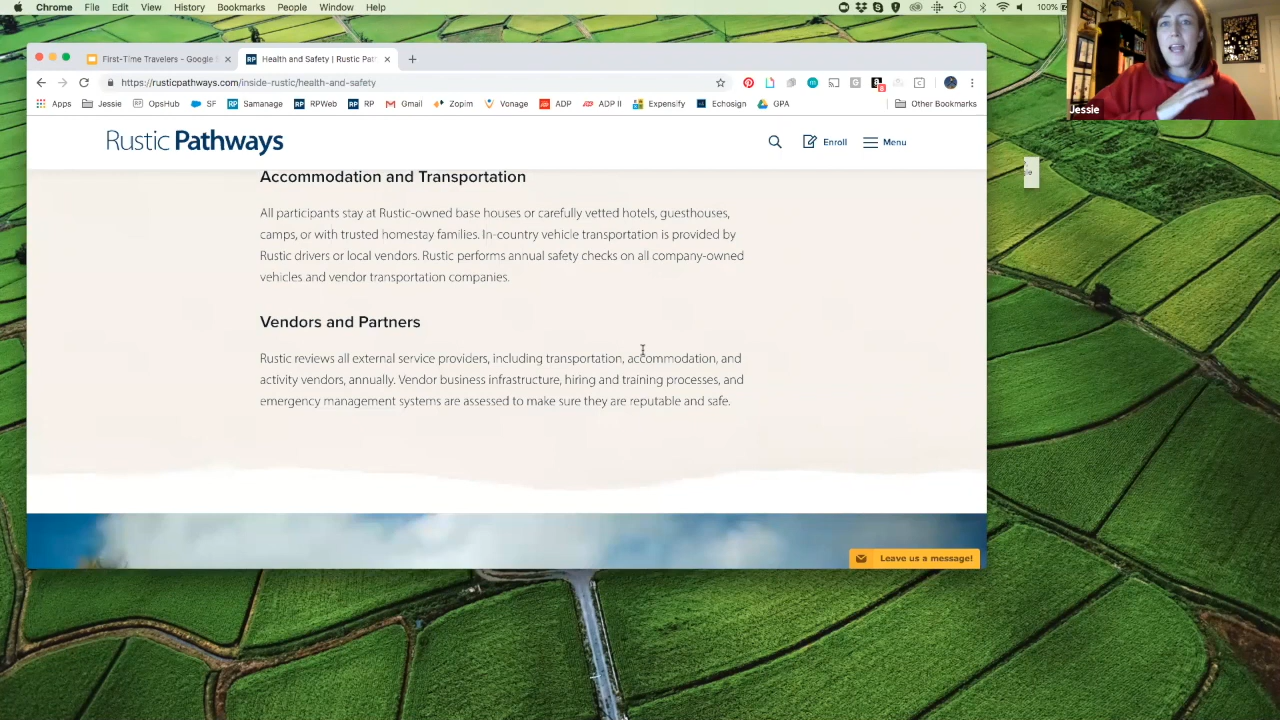 Chrome File Edit View History Bookmarks People Window Help 100%
First-Time Travelers - Google
Health and Safety | Rustic Pat
https://rusticpathways.com/inside-rustic/health-and-safety
Apps Jessie OpsHub SF Samanage RPWeb RP Gmail Zopim Vonage ADP ADP II Expensify Echosign GPA Other Bookmarks
Jessie
Rustic Pathways
Enroll Menu
Accommodation and Transportation
All participants stay at Rustic-owned base houses or carefully vetted hotels, guesthouses,
camps, or with trusted homestay families. In-country vehicle transportation is provided by
Rustic drivers or local vendors. Rustic performs annual safety checks on all company-owned
vehicles and vendor transportation companies.
Vendors and Partners
Rustic reviews all external service providers, including transportation, accommodation, and
activity vendors, annually. Vendor business infrastructure, hiring and training processes, and
emergency management systems are assessed to make sure they are reputable and safe.
Leave us a message!